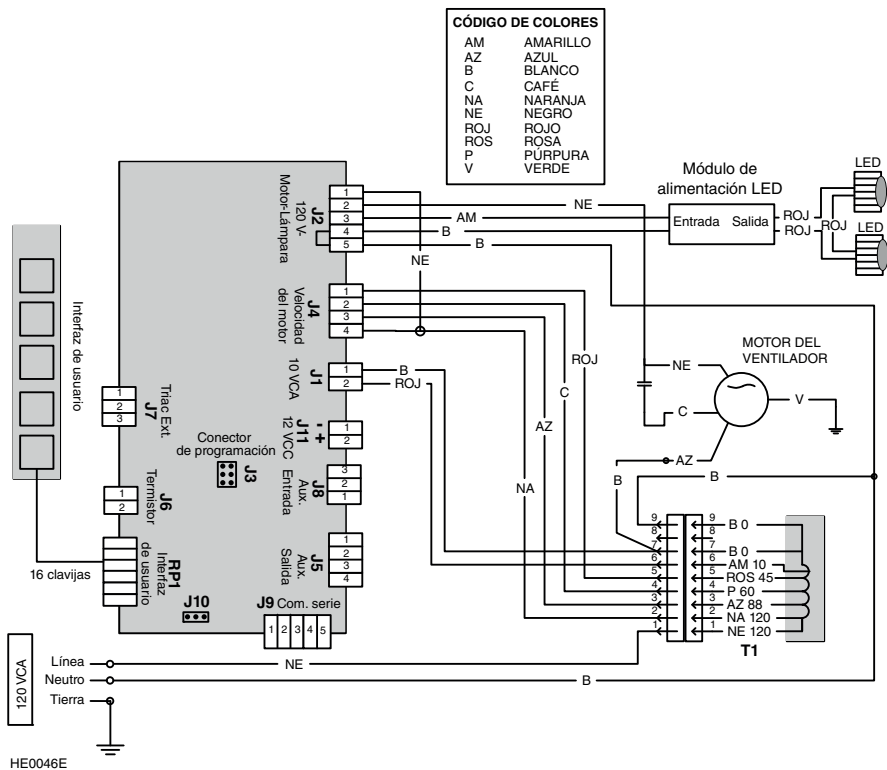 CÓDIGO DE COLORES
AM AMARILLO
AZ AZUL
B BLANCO
C CAFÉ
NA NARANJA
NE NEGRO
ROJ ROJO
ROS ROSA
P PÚRPURA
V VERDE
Módulo de
alimentación LED
Entrada Salida
ROJ
ROJ
ROJ
LED
LED
J2
120 V-
Motor-Lámpara
1
2
3
4
5
NE
AM
B
B
NE
J4
Velocidad
del motor
1
2
3
4
J1
10 VCA
1
2
B
ROJ
J11
- +
12 VCC
1
2
J8
Aux.
Entrada
3
2
1
J5
Aux.
Salida
1
2
3
4
J9 Com. serie
1 2 3 4 5
J10
Conector
de programación
J3
Triac Ext.
J7
1
2
3
Termistor
J6
1
2
RP1
Interfaz
de usuario
Interfaz de usuario
16 clavijas
ROJ
C
AZ
NA
MOTOR DEL
VENTILADOR
NE
C
V
AZ
B
B
9 9 B 0
8 8
7 7 B 0
6 6 AM 10
5 5 ROS 45
4 4 P 60
3 3 AZ 88
2 2 NA 120
1 1 NE 120
T1
120 VCA
Línea
Neutro
Tierra
NE
B
HE0046E